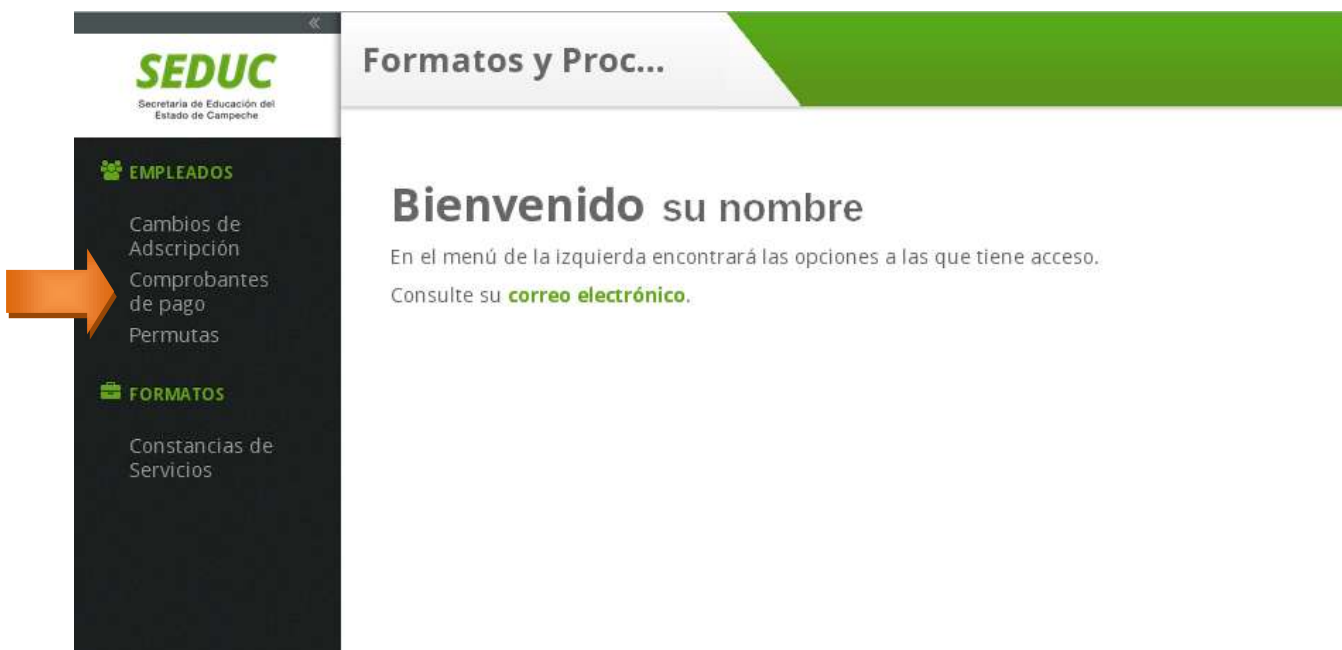 «
SEDUC
Secretaria de Educación del
Estado de Campeche
Formatos y Proc...
EMPLEADOS
Cambios de
Adscripción
Comprobantes
de pago
Permutas
FORMATOS
Constancias de
Servicios
Bienvenido su nombre
En el menú de la izquierda encontrará las opciones a las que tiene acceso.
Consulte su correo electrónico.